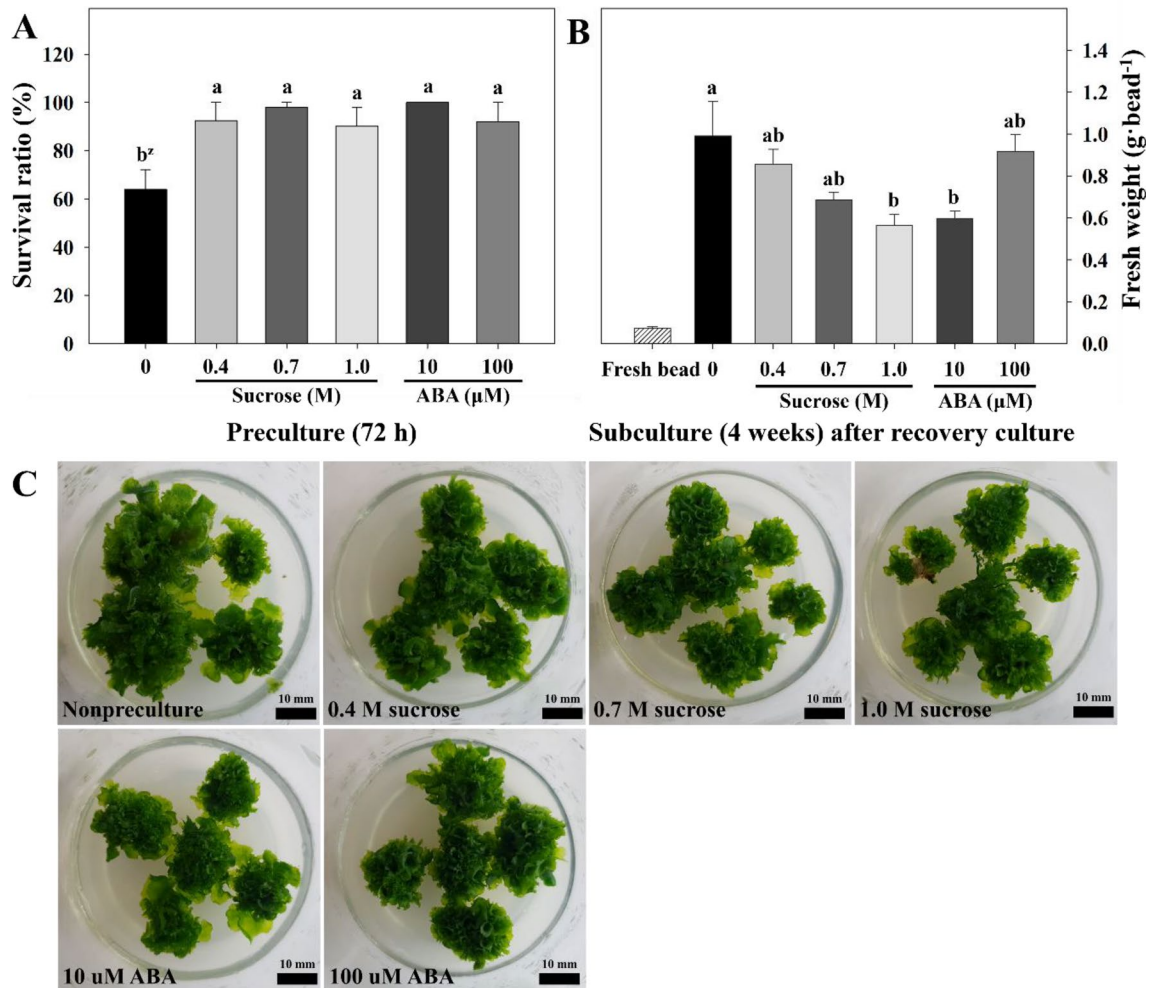 A
Survival ratio (%)
120
100
80
60
40
20
0
bᶻ
a
a
a
a
a
0
0.4
0.7
1.0
10
100
Sucrose (M)
ABA (μM)
Preculture (72 h)
B
a
ab
ab
b
b
ab
1.4
1.2
1.0
0.8
0.6
0.4
0.2
0.0
Fresh weight (g·bead⁻¹)
Fresh bead
0
0.4
0.7
1.0
10
100
Sucrose (M)
ABA (μM)
Subculture (4 weeks) after recovery culture
C
Nonpreculture
10 mm
0.4 M sucrose
10 mm
0.7 M sucrose
10 mm
1.0 M sucrose
10 mm
10 uM ABA
10 mm
100 uM ABA
10 mm